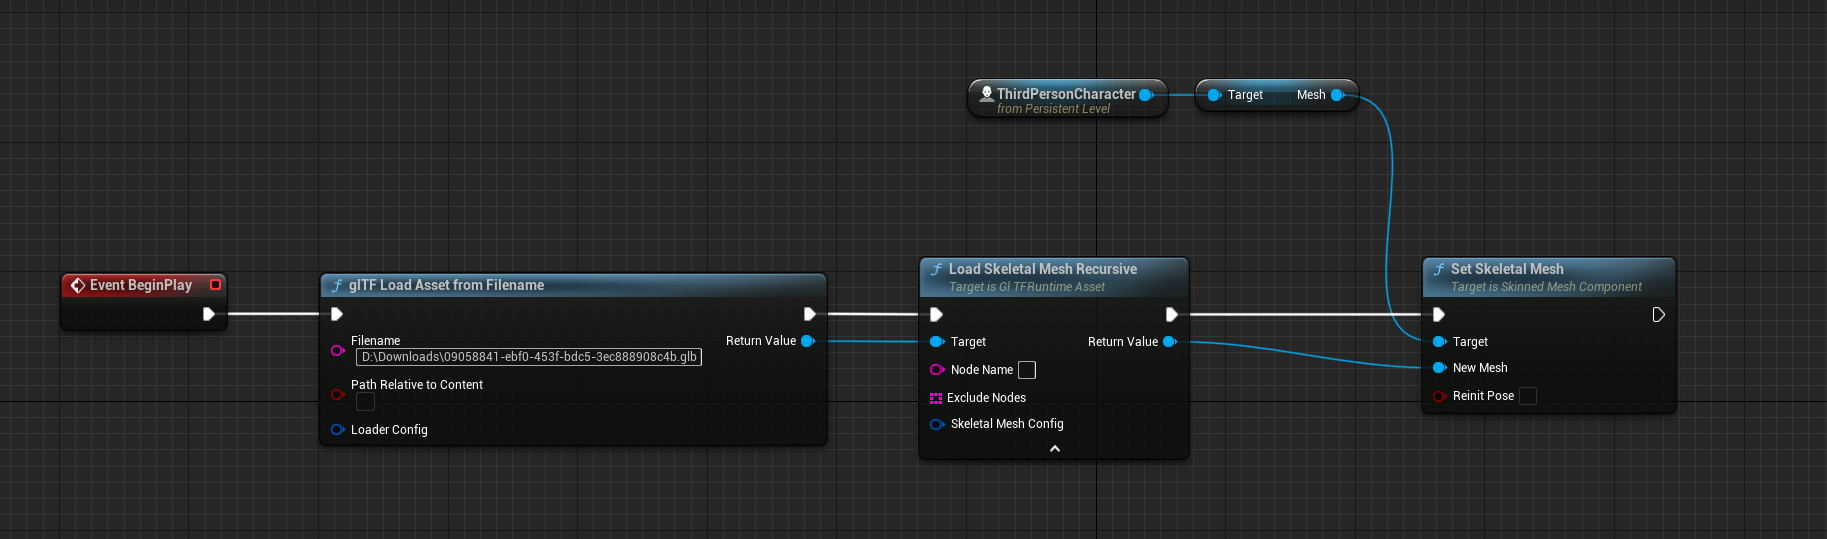 ThirdPersonCharacter
from Persistent Level
Target
Mesh
Event BeginPlay
f glTF Load Asset from Filename
Filename
D:\Downloads\09058841-ebf0-453f-bdc5-3ec888908c4b.glb
Return Value
Path Relative to Content
Loader Config
f Load Skeletal Mesh Recursive
Target is Gl TFRuntime Asset
Target
Return Value
Node Name
Exclude Nodes
Skeletal Mesh Config
f Set Skeletal Mesh
Target is Skinned Mesh Component
Target
New Mesh
Reinit Pose